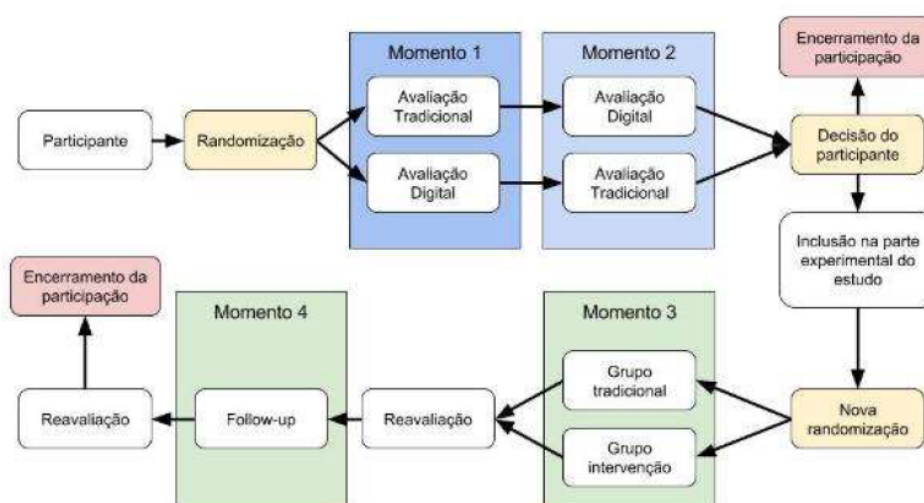 Momento 1
Momento 2
Encerramento da
participação
Participante
Randomização
Avaliação
Tradicional
Avaliação
Digital
Avaliação
Digital
Avaliação
Tradicional
Decisão do
participante
Inclusão na parte
experimental do
estudo
Encerramento da
participação
Momento 4
Momento 3
Reavaliação
Follow-up
Reavaliação
Grupo
tradicional
Grupo
intervenção
Nova
randomização